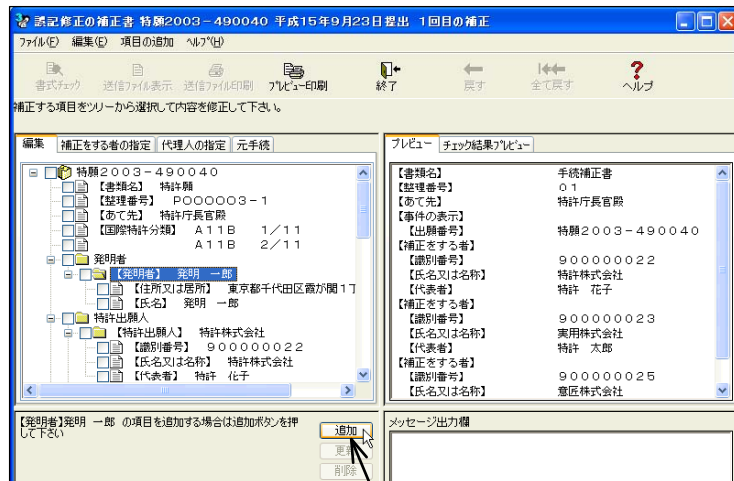 誤記修正の補正書 特願2003－490040 平成15年9月23日提出 1回目の補正
ﾌｧｲﾙ(F) 編集(E) 項目の追加 ﾍﾙﾌﾟ(H)
書式ﾁｪｯｸ 送信ﾌｧｲﾙ表示 送信ﾌｧｲﾙ印刷 ﾌﾟﾚﾋﾞｭｰ印刷 終了 戻す 全て戻す ヘルプ
補正する項目をツリーから選択して内容を修正して下さい。
編集 補正をする者の指定 代理人の指定 元手続
特願２００３－４９００４０
【書類名】 特許願
【整理番号】 Ｐ０００００３－１
【あて先】 特許庁長官殿
【国際特許分類】 Ａ１１Ｂ １／１１
Ａ１１Ｂ ２／１１
発明者
【発明者】 発明 一郎
【住所又は居所】 東京都千代田区霞が関１丁
【氏名】 発明 一郎
特許出願人
【特許出願人】 特許株式会社
【識別番号】 ９００００００２２
【氏名又は名称】 特許株式会社
【代表者】 特許 花子
プレビュー ﾁｪｯｸ結果ﾌﾟﾚﾋﾞｭｰ
【書類名】 手続補正書
【整理番号】 ０１
【あて先】 特許庁長官殿
【事件の表示】
【出願番号】 特願２００３－４９００４０
【補正をする者】
【識別番号】 ９００００００２２
【氏名又は名称】 特許株式会社
【代表者】 特許 花子
【補正をする者】
【識別番号】 ９００００００２３
【氏名又は名称】 実用株式会社
【代表者】 特許 太郎
【補正をする者】
【識別番号】 ９００００００２５
【氏名又は名称】 意匠株式会社
【発明者】発明 一郎 の項目を追加する場合は追加ボタンを押
して下さい
追加
更新
削除
メッセージ出力欄